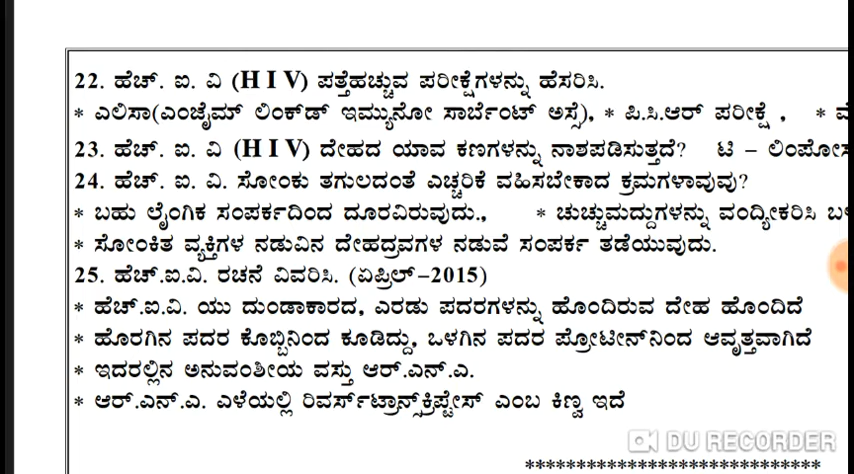 22. ಹೆಚ್. ಐ. ವಿ (H I V) ಪತ್ತೆಹಚ್ಚುವ ಪರೀಕ್ಷೆಗಳನ್ನು ಹೆಸರಿಸಿ.
* ಎಲಿಸಾ(ಎಂಜೈಮ್ ಲಿಂಕ್‌ಡ್ ಇಮ್ಯುನೋ ಸಾರ್ಬೆಂಟ್ ಅಸ್ಸೆ), * ಪಿ.ಸಿ.ಆರ್ ಪರೀಕ್ಷೆ , *
23. ಹೆಚ್. ಐ. ವಿ (H I V) ದೇಹದ ಯಾವ ಕಣಗಳನ್ನು ನಾಶಪಡಿಸುತ್ತದೆ? ಟಿ –
24. ಹೆಚ್. ಐ. ವಿ. ಸೋಂಕು ತಗುಲದಂತೆ ಎಚ್ಚರಿಕೆ ವಹಿಸಬೇಕಾದ ಕ್ರಮಗಳಾವುವು?
* ಬಹು ಲೈಂಗಿಕ ಸಂಪರ್ಕದಿಂದ ದೂರವಿರುವುದು., * ಚುಚ್ಚುಮದ್ದುಗಳನ್ನು ವಂದ್ಯೀಕರಿಸಿ
* ಸೋಂಕಿತ ವ್ಯಕ್ತಿಗಳ ನಡುವಿನ ದೇಹದ್ರವಗಳ ನಡುವೆ ಸಂಪರ್ಕ ತಡೆಯುವುದು.
25. ಹೆಚ್.ಐ.ವಿ. ರಚನೆ ವಿವರಿಸಿ. (ಏಪ್ರಿಲ್–2015)
* ಹೆಚ್.ಐ.ವಿ. ಯು ದುಂಡಾಕಾರದ, ಎರಡು ಪದರಗಳನ್ನು ಹೊಂದಿರುವ ದೇಹ ಹೊಂದಿದೆ
* ಹೊರಗಿನ ಪದರ ಕೊಬ್ಬಿನಿಂದ ಕೂಡಿದ್ದು, ಒಳಗಿನ ಪದರ ಪ್ರೋಟೀನ್‌ನಿಂದ ಆವೃತ್ತವಾಗಿದೆ
* ಇದರಲ್ಲಿನ ಅನುವಂಶೀಯ ವಸ್ತು ಆರ್.ಎನ್.ಎ.
* ಆರ್.ಎನ್.ಎ. ಎಳೆಯಲ್ಲಿ ರಿವರ್ಸ್‌ಟ್ರಾನ್ಸ್‌ಕ್ರಿಪ್ಟೇಸ್ ಎಂಬ ಕಿಣ್ವ ಇದೆ
DU RECORDER
*****************************